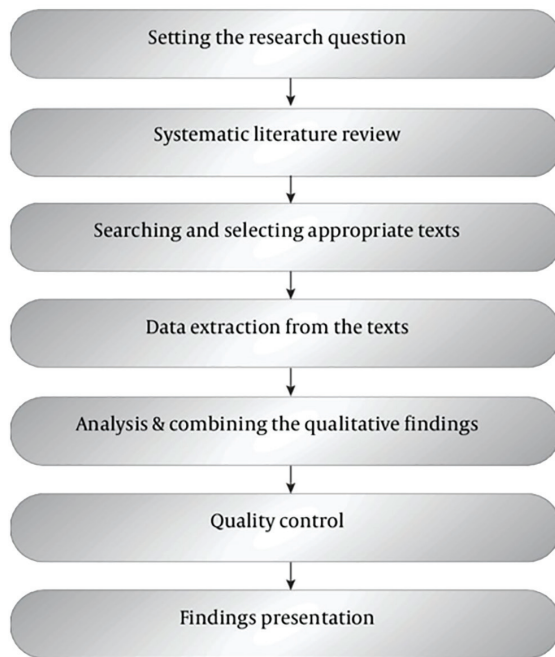 Setting the research question
Systematic literature review
Searching and selecting appropriate texts
Data extraction from the texts
Analysis & combining the qualitative findings
Quality control
Findings presentation